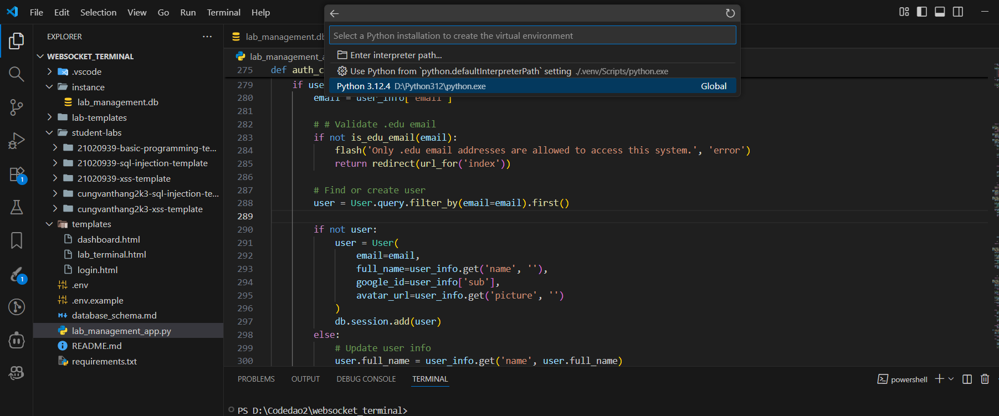 File Edit Selection View Go Run Terminal Help
Select a Python installation to create the virtual environment
Enter interpreter path...
Use Python from `python.defaultInterpreterPath` setting ./.venv/Scripts/python.exe
Python 3.12.4 D:\Python312\python.exe Global
EXPLORER
WEBSOCKET_TERMINAL
.vscode
instance
lab_management.db
lab-templates
student-labs
21020939-basic-programming-te...
21020939-sql-injection-template
21020939-xss-template
cungvanthang2k3-sql-injection-te...
cungvanthang2k3-xss-template
templates
dashboard.html
lab_terminal.html
login.html
.env
.env.example
database_schema.md
lab_management_app.py
README.md
requirements.txt
1
1
lab_management.db
lab_management_a
275 def auth_c
279 if use
280 email = user_info['email']
281
282 # # Validate .edu email
283 if not is_edu_email(email):
284 flash('Only .edu email addresses are allowed to access this system.', 'error')
285 return redirect(url_for('index'))
286
287 # Find or create user
288 user = User.query.filter_by(email=email).first()
289
290 if not user:
291 user = User(
292 email=email,
293 full_name=user_info.get('name', ''),
294 google_id=user_info['sub'],
295 avatar_url=user_info.get('picture', '')
296 )
297 db.session.add(user)
298 else:
299 # Update user info
300 user.full_name = user_info.get('name', user.full_name)
PROBLEMS OUTPUT DEBUG CONSOLE TERMINAL
powershell
PS D:\Codedao2\websocket_terminal>